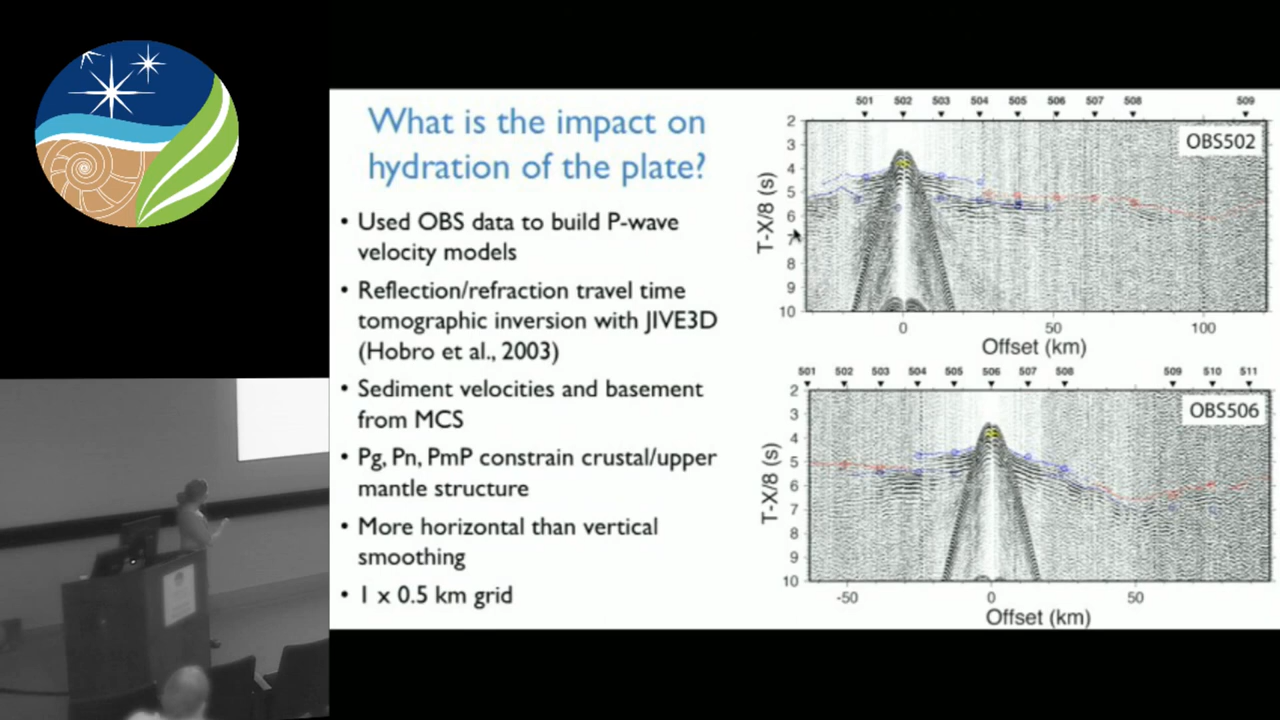 What is the impact on
hydration of the plate?
• Used OBS data to build P-wave
velocity models
• Reflection/refraction travel time
tomographic inversion with JIVE3D
(Hobro et al., 2003)
• Sediment velocities and basement
from MCS
• Pg, Pn, PmP constrain crustal/upper
mantle structure
• More horizontal than vertical
smoothing
• 1 x 0.5 km grid
501 502 503 504 505 506 507 508 509
OBS502
2
3
4
5
6
7
8
9
10
T-X/8 (s)
0 50 100
Offset (km)
501 502 503 504 505 506 507 508 509 510 511
OBS506
2
3
4
5
6
7
8
9
10
T-X/8 (s)
-50 0 50
Offset (km)